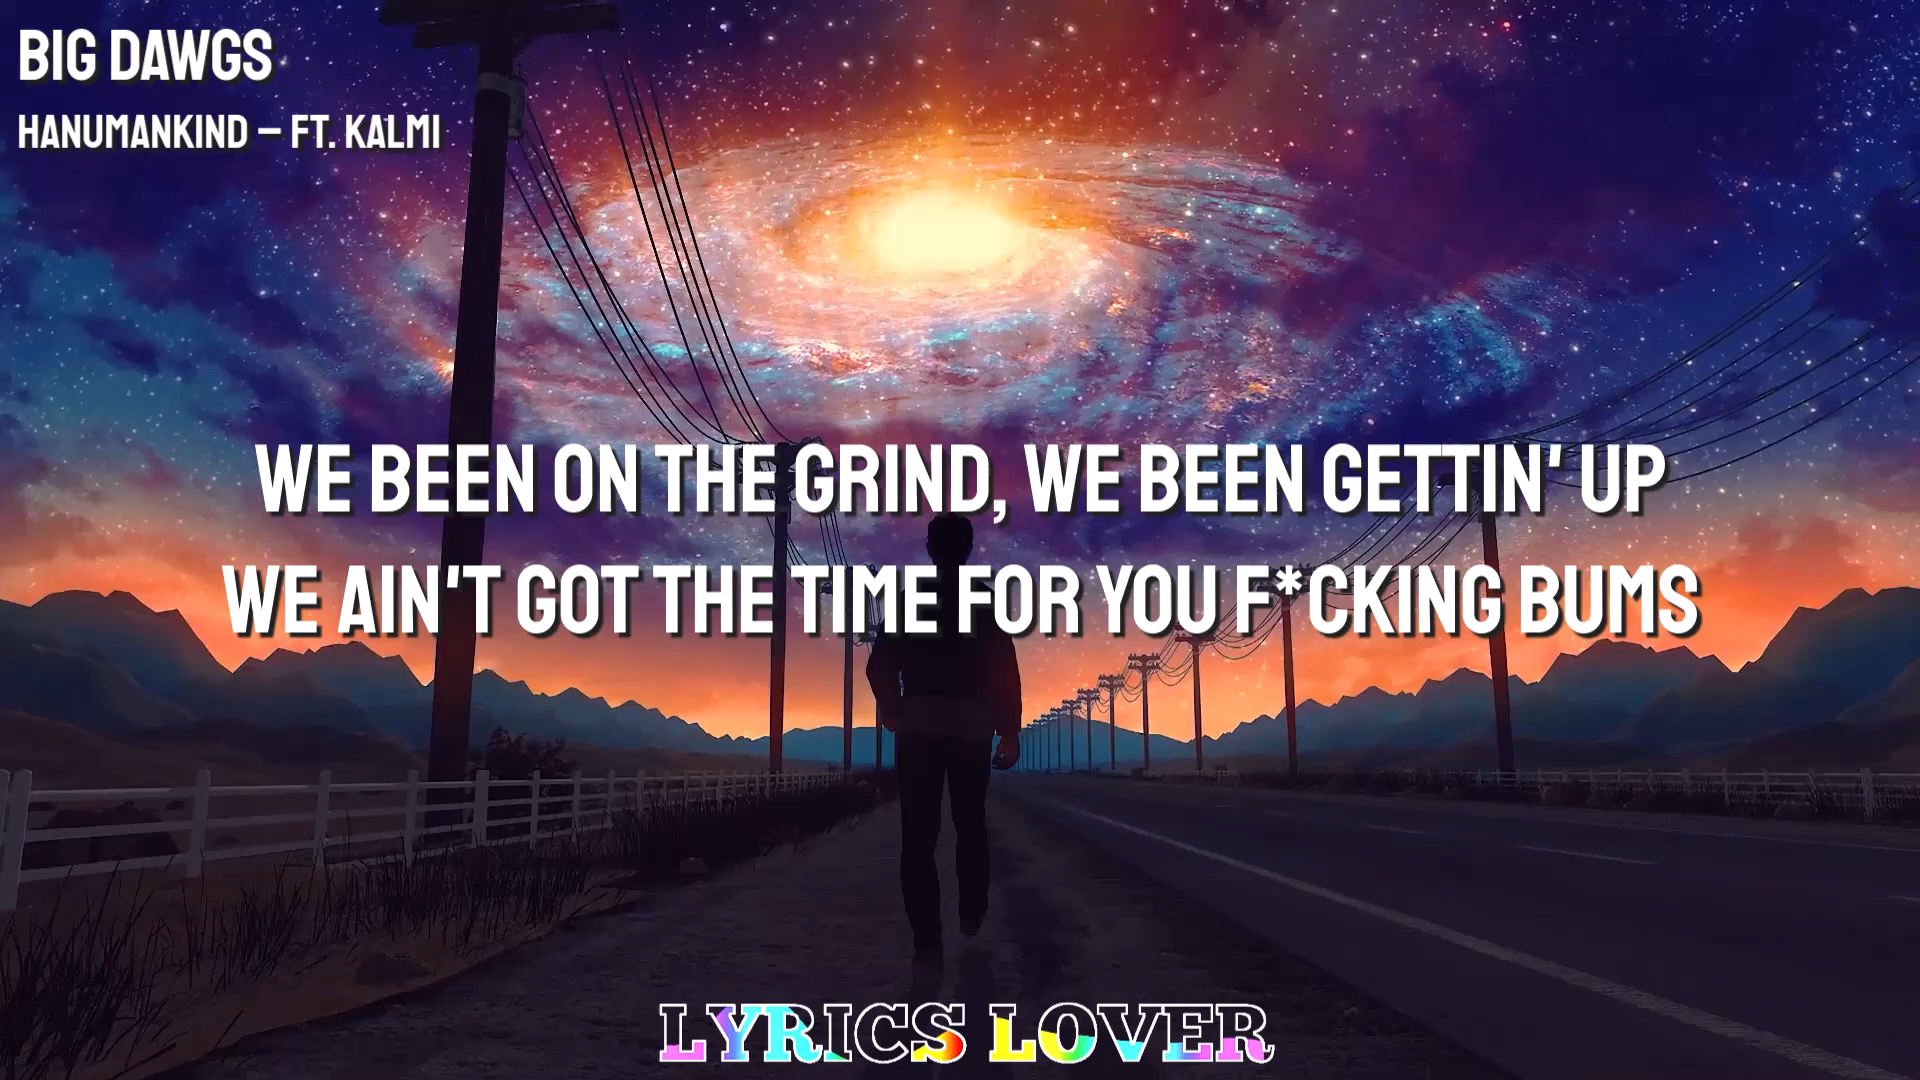 BIG DAWGS
HANUMANKIND – FT. KALMI
WE BEEN ON THE GRIND, WE BEEN GETTIN' UP
WE AIN'T GOT THE TIME FOR YOU F*CKING BUMS
LYRICS LOVER